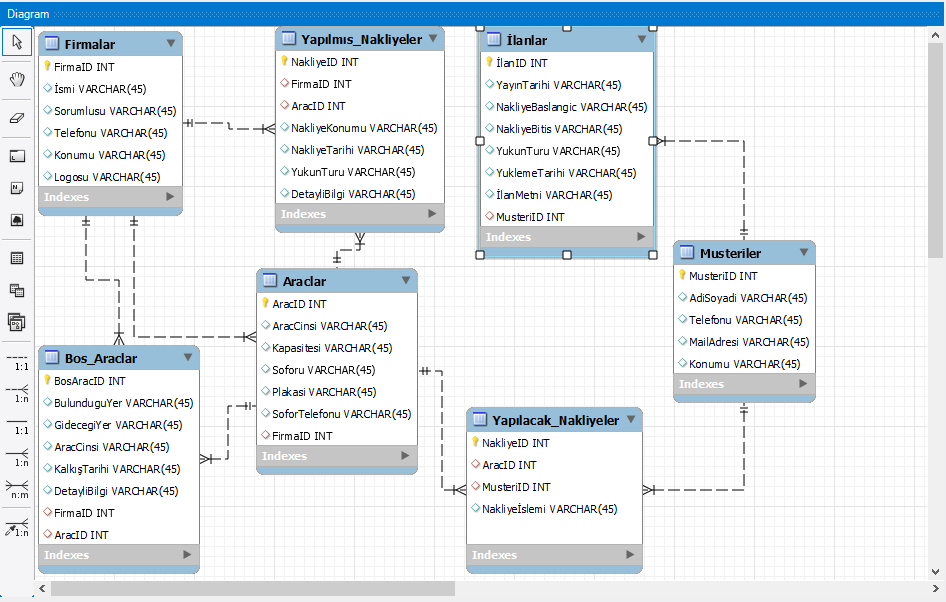 Diagram
Firmalar
FirmaID INT
İsmi VARCHAR(45)
Sorumlusu VARCHAR(45)
Telefonu VARCHAR(45)
Konumu VARCHAR(45)
Logosu VARCHAR(45)
Indexes
Yapılmıs_Nakliyeler
NakliyeID INT
FirmaID INT
AracID INT
NakliyeKonumu VARCHAR(45)
NakliyeTarihi VARCHAR(45)
YukunTuru VARCHAR(45)
DetayliBilgi VARCHAR(45)
Indexes
İlanlar
İlanID INT
YayınTarihi VARCHAR(45)
NakliyeBaslangic VARCHAR(45)
NakliyeBitis VARCHAR(45)
YukunTuru VARCHAR(45)
YuklemeTarihi VARCHAR(45)
İlanMetni VARCHAR(45)
MusteriID INT
Indexes
Musteriler
MusteriID INT
AdiSoyadi VARCHAR(45)
Telefonu VARCHAR(45)
MailAdresi VARCHAR(45)
Konumu VARCHAR(45)
Indexes
Araclar
AracID INT
AracCinsi VARCHAR(45)
Kapasitesi VARCHAR(45)
Soforu VARCHAR(45)
Plakasi VARCHAR(45)
SoforTelefonu VARCHAR(45)
FirmaID INT
Indexes
Bos_Araclar
BosAracID INT
BulunduguYer VARCHAR(45)
GidecegiYer VARCHAR(45)
AracCinsi VARCHAR(45)
KalkışTarihi VARCHAR(45)
DetayliBilgi VARCHAR(45)
FirmaID INT
AracID INT
Indexes
Yapılacak_Nakliyeler
NakliyeID INT
AracID INT
MusteriID INT
Nakliyeİslemi VARCHAR(45)
Indexes
1:1
1:n
1:1
1:n
n:m
1:n